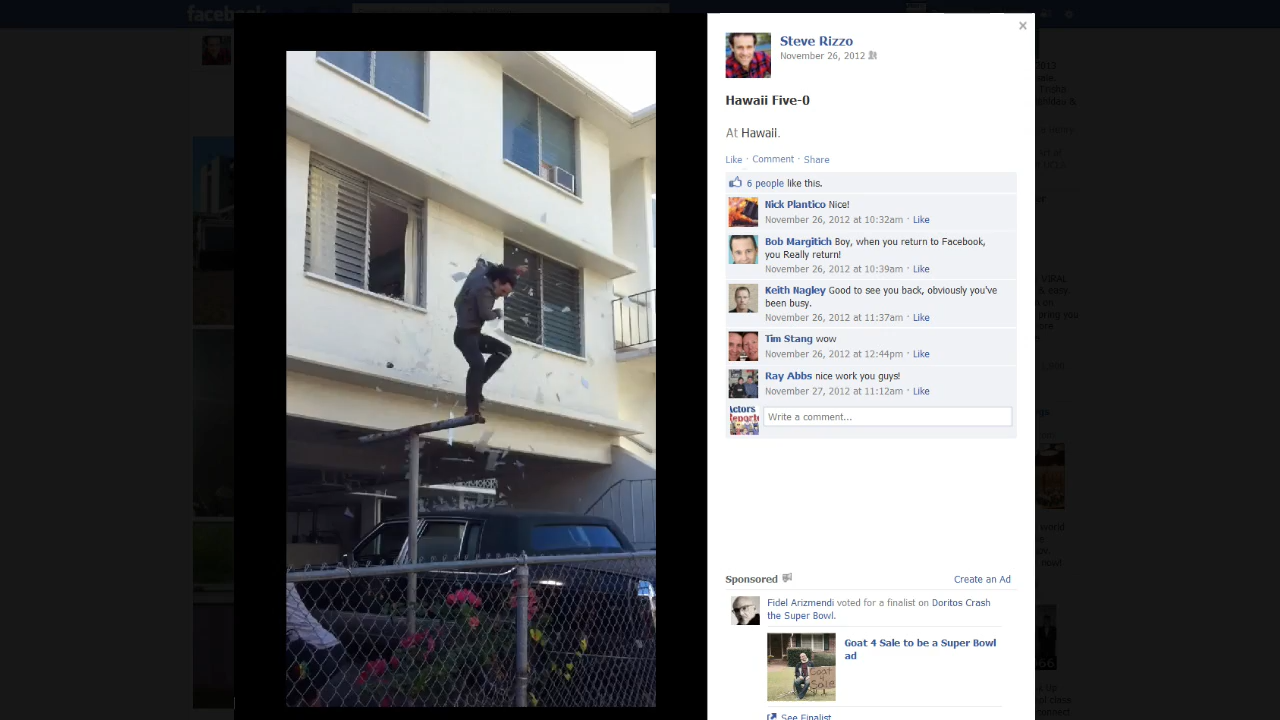 facebook
Steve Rizzo
November 26, 2012
Hawaii Five-0
At Hawaii.
Like · Comment · Share
6 people like this.
Nick Plantico Nice!
November 26, 2012 at 10:32am · Like
Bob Margitich Boy, when you return to Facebook,
you Really return!
November 26, 2012 at 10:39am · Like
Keith Nagley Good to see you back, obviously you've
been busy.
November 26, 2012 at 11:37am · Like
Tim Stang wow
November 26, 2012 at 12:44pm · Like
Ray Abbs nice work you guys!
November 27, 2012 at 11:12am · Like
Actors
Write a comment...
Sponsored
Create an Ad
Fidel Arizmendi voted for a finalist on Doritos Crash
the Super Bowl.
Goat 4 Sale to be a Super Bowl
ad
Goat
4 Sale
See Finalist